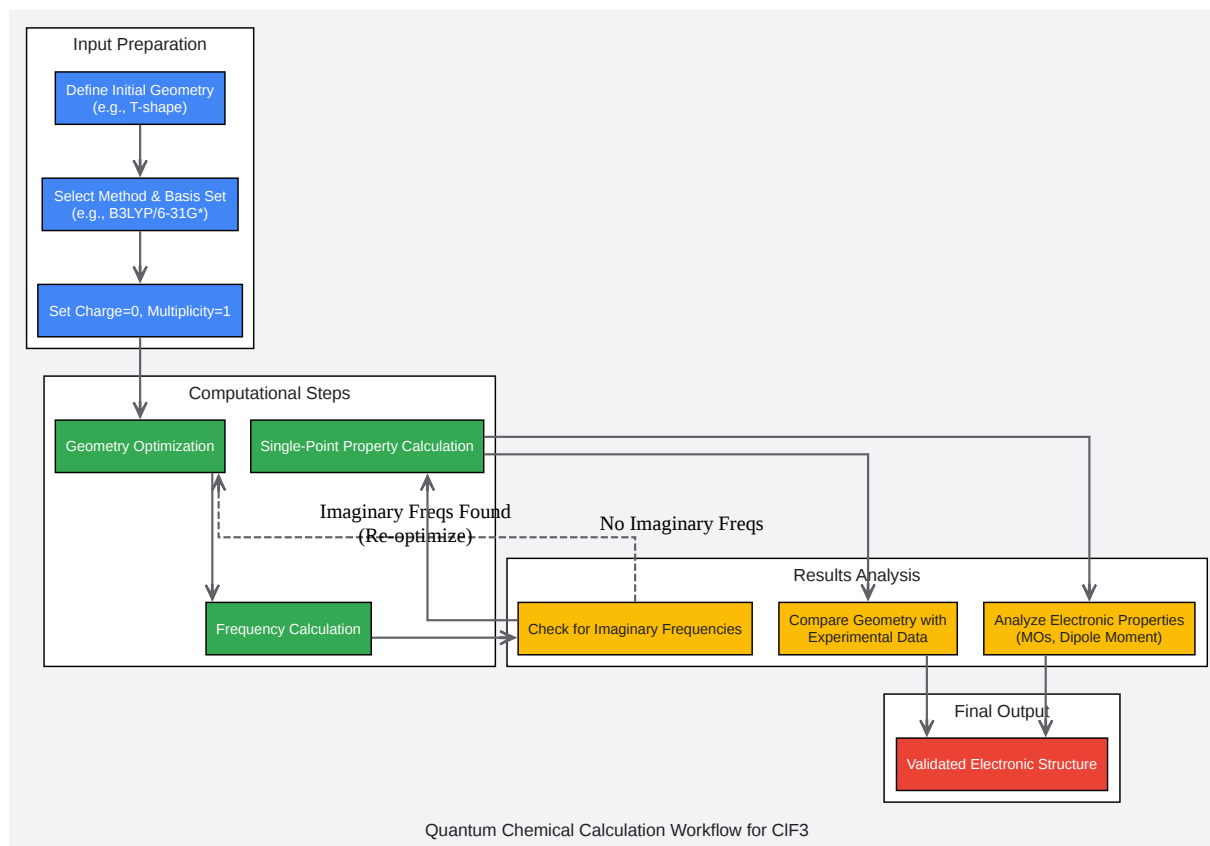 Input Preparation
Define Initial Geometry
(e.g., T-shape)
Select Method & Basis Set
(e.g., B3LYP/6-31G*)
Set Charge=0, Multiplicity=1
Computational Steps
Geometry Optimization
Single-Point Property Calculation
Imaginary Freqs Found
(Re-optimize)
No Imaginary Freqs
Frequency Calculation
Results Analysis
Check for Imaginary Frequencies
Compare Geometry with
Experimental Data
Analyze Electronic Properties
(MOs, Dipole Moment)
Final Output
Validated Electronic Structure
Quantum Chemical Calculation Workflow for ClF3